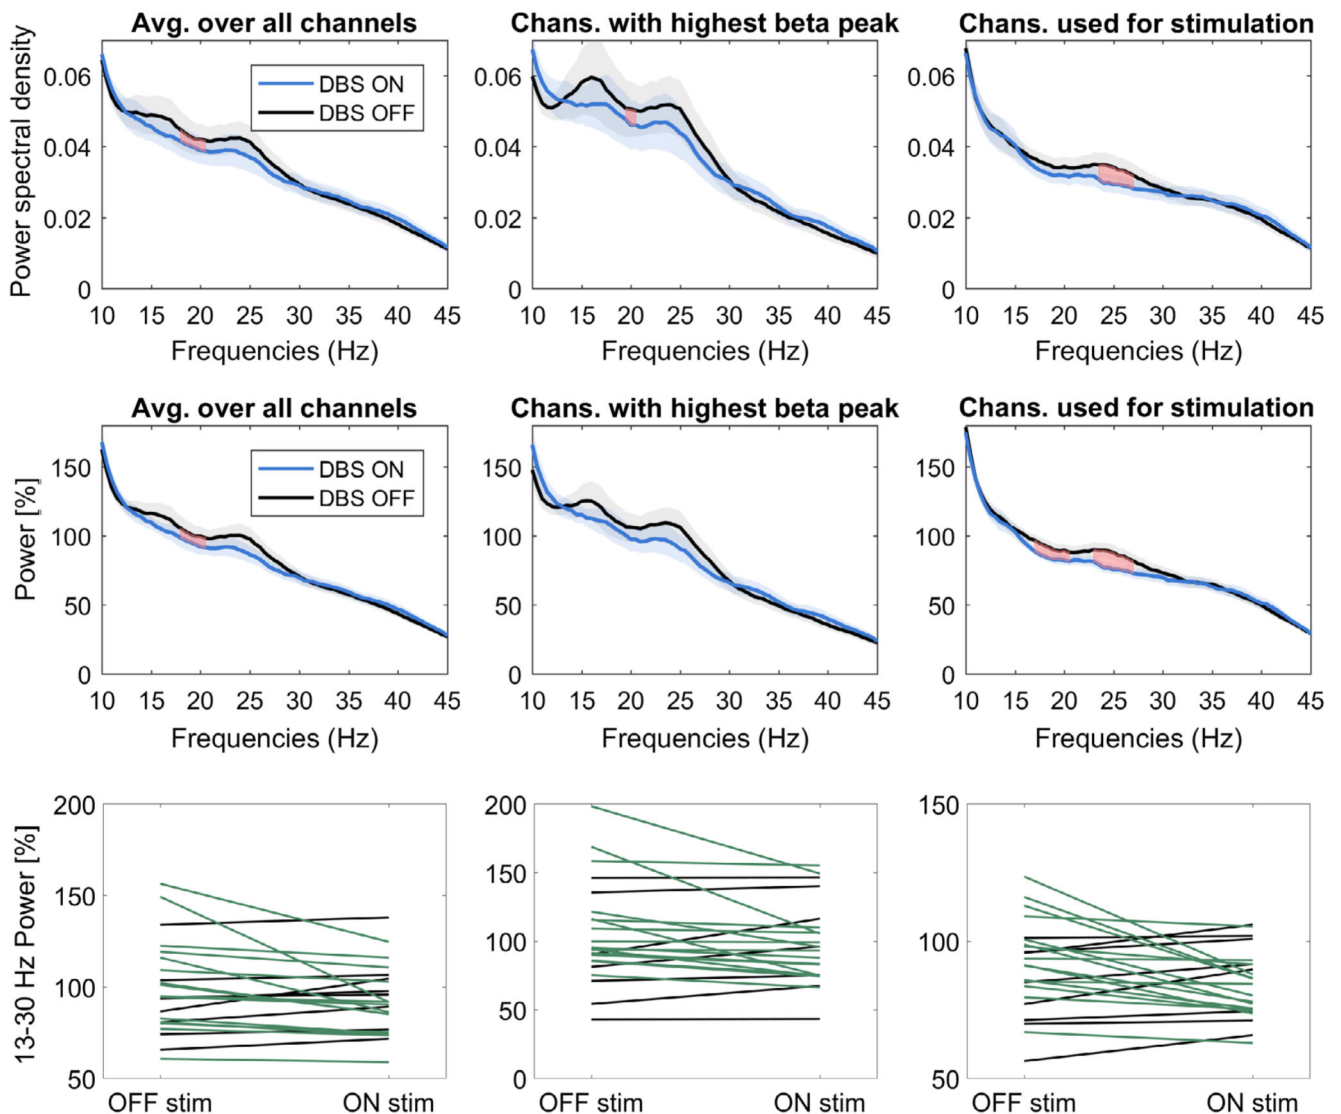 Avg. over all channels
Chans. with highest beta peak
Chans. used for stimulation
Power spectral density
0.06
0.04
0.02
0
DBS ON
DBS OFF
10 15 20 25 30 35 40 45
Frequencies (Hz)
0.06
0.04
0.02
0
10 15 20 25 30 35 40 45
Frequencies (Hz)
0.06
0.04
0.02
0
10 15 20 25 30 35 40 45
Frequencies (Hz)
Avg. over all channels
Chans. with highest beta peak
Chans. used for stimulation
Power [%]
150
100
50
0
DBS ON
DBS OFF
10 15 20 25 30 35 40 45
Frequencies (Hz)
150
100
50
0
10 15 20 25 30 35 40 45
Frequencies (Hz)
150
100
50
0
10 15 20 25 30 35 40 45
Frequencies (Hz)
13-30 Hz Power [%]
200
150
100
50
OFF stim ON stim
200
150
100
50
0
OFF stim ON stim
150
100
50
OFF stim ON stim